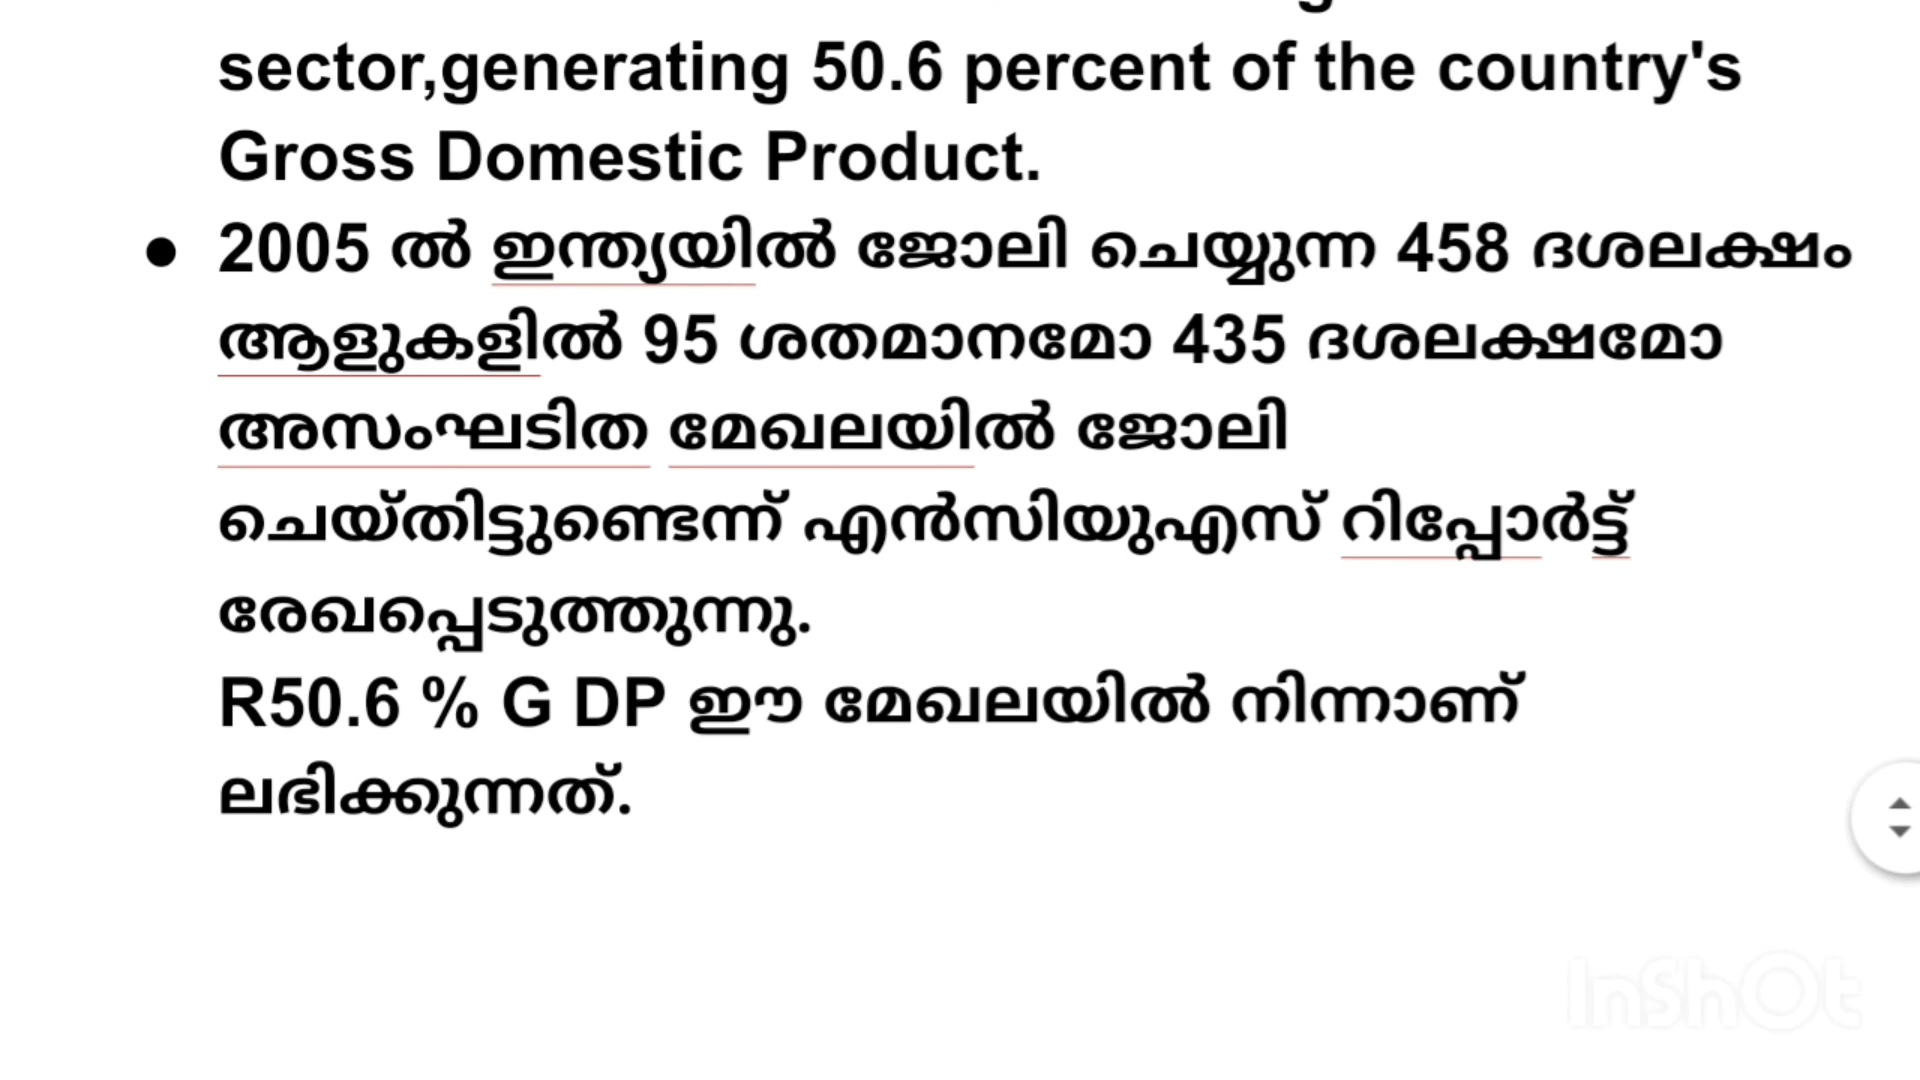 sector,generating 50.6 percent of the country's
Gross Domestic Product.
● 2005 ൽ ഇന്ത്യയിൽ ജോലി ചെയ്യുന്ന 458 ദശലക്ഷം
ആളുകളിൽ 95 ശതമാനമോ 435 ദശലക്ഷമോ
അസംഘടിത മേഖലയിൽ ജോലി
ചെയ്തിട്ടുണ്ടെന്ന് എൻസിയുഎസ് റിപ്പോർട്ട്
രേഖപ്പെടുത്തുന്നു.
R50.6 % G DP ഈ മേഖലയിൽ നിന്നാണ്
ലഭിക്കുന്നത്.
InShOt